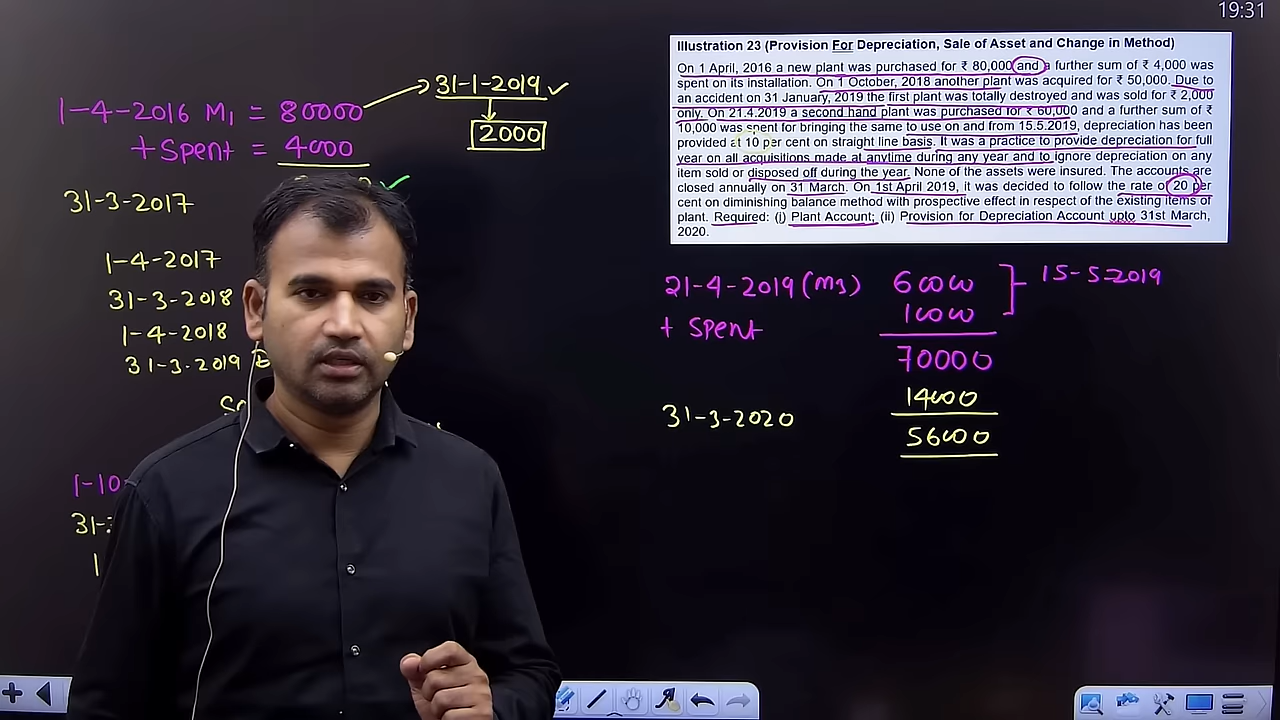 19:31
Illustration 23 (Provision For Depreciation, Sale of Asset and Change in Method)
On 1 April, 2016 a new plant was purchased for ₹ 80,000 and a further sum of ₹ 4,000 was
spent on its installation. On 1 October, 2018 another plant was acquired for ₹ 50,000. Due to
an accident on 31 January, 2019 the first plant was totally destroyed and was sold for ₹ 2,000
only. On 21.4.2019 a second hand plant was purchased for ₹ 60,000 and a further sum of ₹
10,000 was spent for bringing the same to use on and from 15.5.2019, depreciation has been
provided at 10 per cent on straight line basis. It was a practice to provide depreciation for full
year on all acquisitions made at anytime during any year and to ignore depreciation on any
item sold or disposed off during the year. None of the assets were insured. The accounts are
closed annually on 31 March. On 1st April 2019, it was decided to follow the rate of 20 per
cent on diminishing balance method with prospective effect in respect of the existing items of
plant. Required: (i) Plant Account; (ii) Provision for Depreciation Account upto 31st March,
2020.
31-1-2019
1-4-2016 M1 = 80000
2000
+ Spent = 4000
31-3-2017
1-4-2017
31-3-2018
1-4-2018
31-3-2019
1-10
31-
21-4-2019 (M3) 60000
15-5-2019
+ Spent 10000
70000
14000
31-3-2020
56000